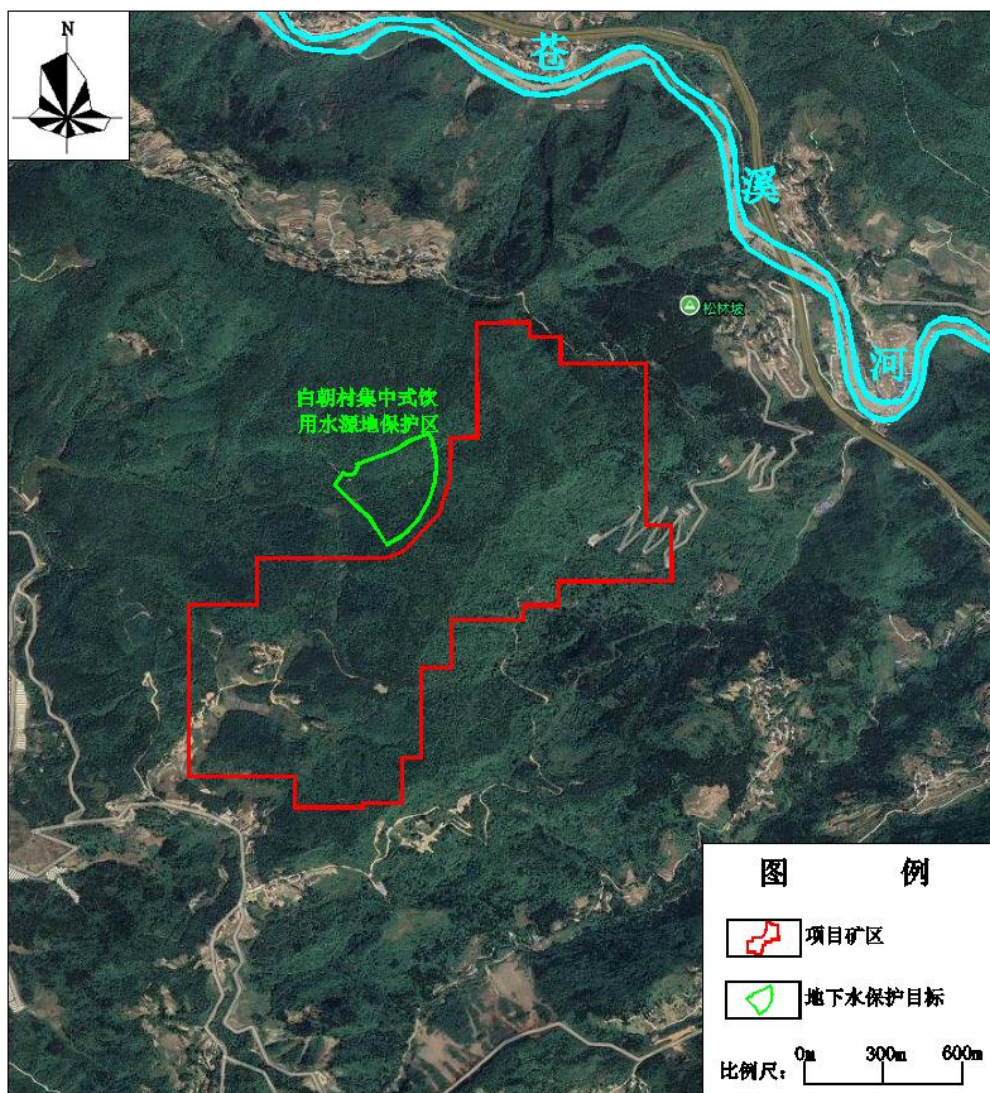 N
苍
溪
松林坡
河
白朝村集中式饮
用水源地保护区
图 例
项目矿区
地下水保护目标
0m 300m 600m
比例尺：